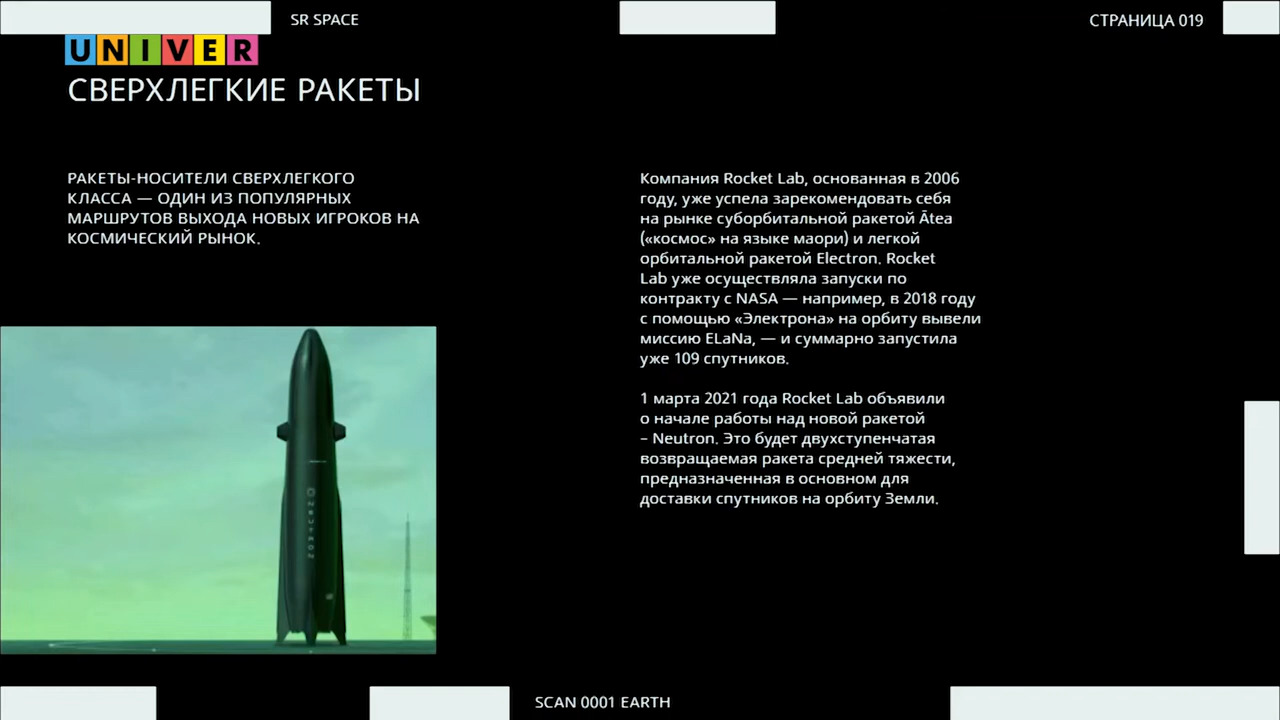 SR SPACE
СТРАНИЦА 019
UNIVER
СВЕРХЛЕГКИЕ РАКЕТЫ
РАКЕТЫ-НОСИТЕЛИ СВЕРХЛЕГКОГО
КЛАССА — ОДИН ИЗ ПОПУЛЯРНЫХ
МАРШРУТОВ ВЫХОДА НОВЫХ ИГРОКОВ НА
КОСМИЧЕСКИЙ РЫНОК.
Компания Rocket Lab, основанная в 2006
году, уже успела зарекомендовать себя
на рынке суборбитальной ракетой Ātea
(«космос» на языке маори) и легкой
орбитальной ракетой Electron. Rocket
Lab уже осуществляла запуски по
контракту с NASA — например, в 2018 году
с помощью «Электрона» на орбиту вывели
миссию ELaNa, — и суммарно запустила
уже 109 спутников.
1 марта 2021 года Rocket Lab объявили
о начале работы над новой ракетой
– Neutron. Это будет двухступенчатая
возвращаемая ракета средней тяжести,
предназначенная в основном для
доставки спутников на орбиту Земли.
SCAN 0001 EARTH